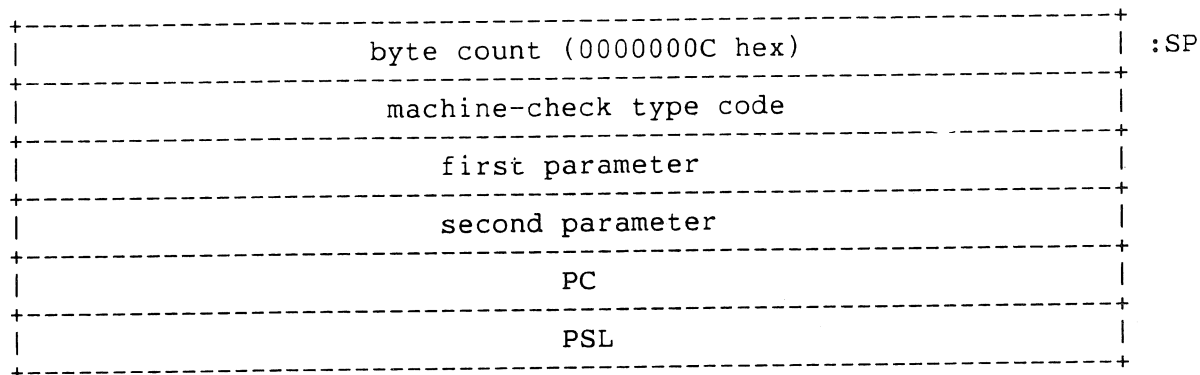 byte count (0000000C hex) :SP
machine-check type code
first parameter
second parameter
PC
PSL